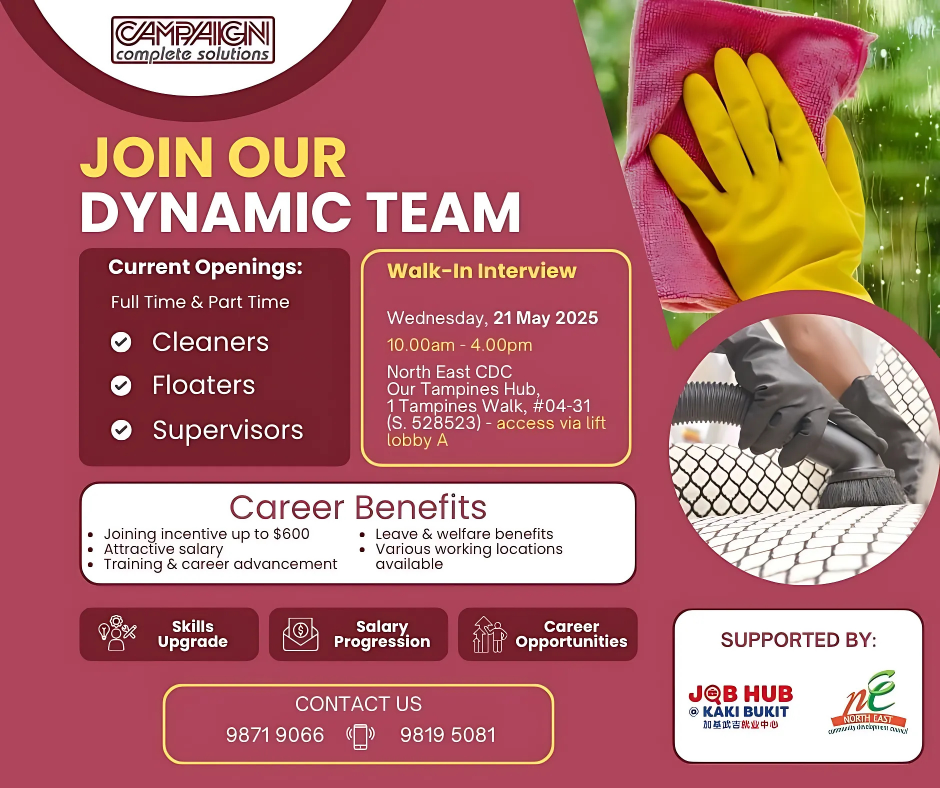 CAMPAIGN
complete solutions
JOIN OUR
DYNAMIC TEAM
Current Openings:
Full Time & Part Time
Cleaners
Floaters
Supervisors
Walk-In Interview
Wednesday, 21 May 2025
10.00am - 4.00pm
North East CDC
Our Tampines Hub,
1 Tampines Walk, #04-31
(S. 528523) - access via lift
lobby A
Career Benefits
Joining incentive up to $600
Attractive salary
Training & career advancement
Leave & welfare benefits
Various working locations
available
Skills
Upgrade
Salary
Progression
Career
Opportunities
CONTACT US
9871 9066
9819 5081
SUPPORTED BY:
JOB HUB
@ KAKI BUKIT
加基武吉就业中心
nE
NORTH EAST
community development council